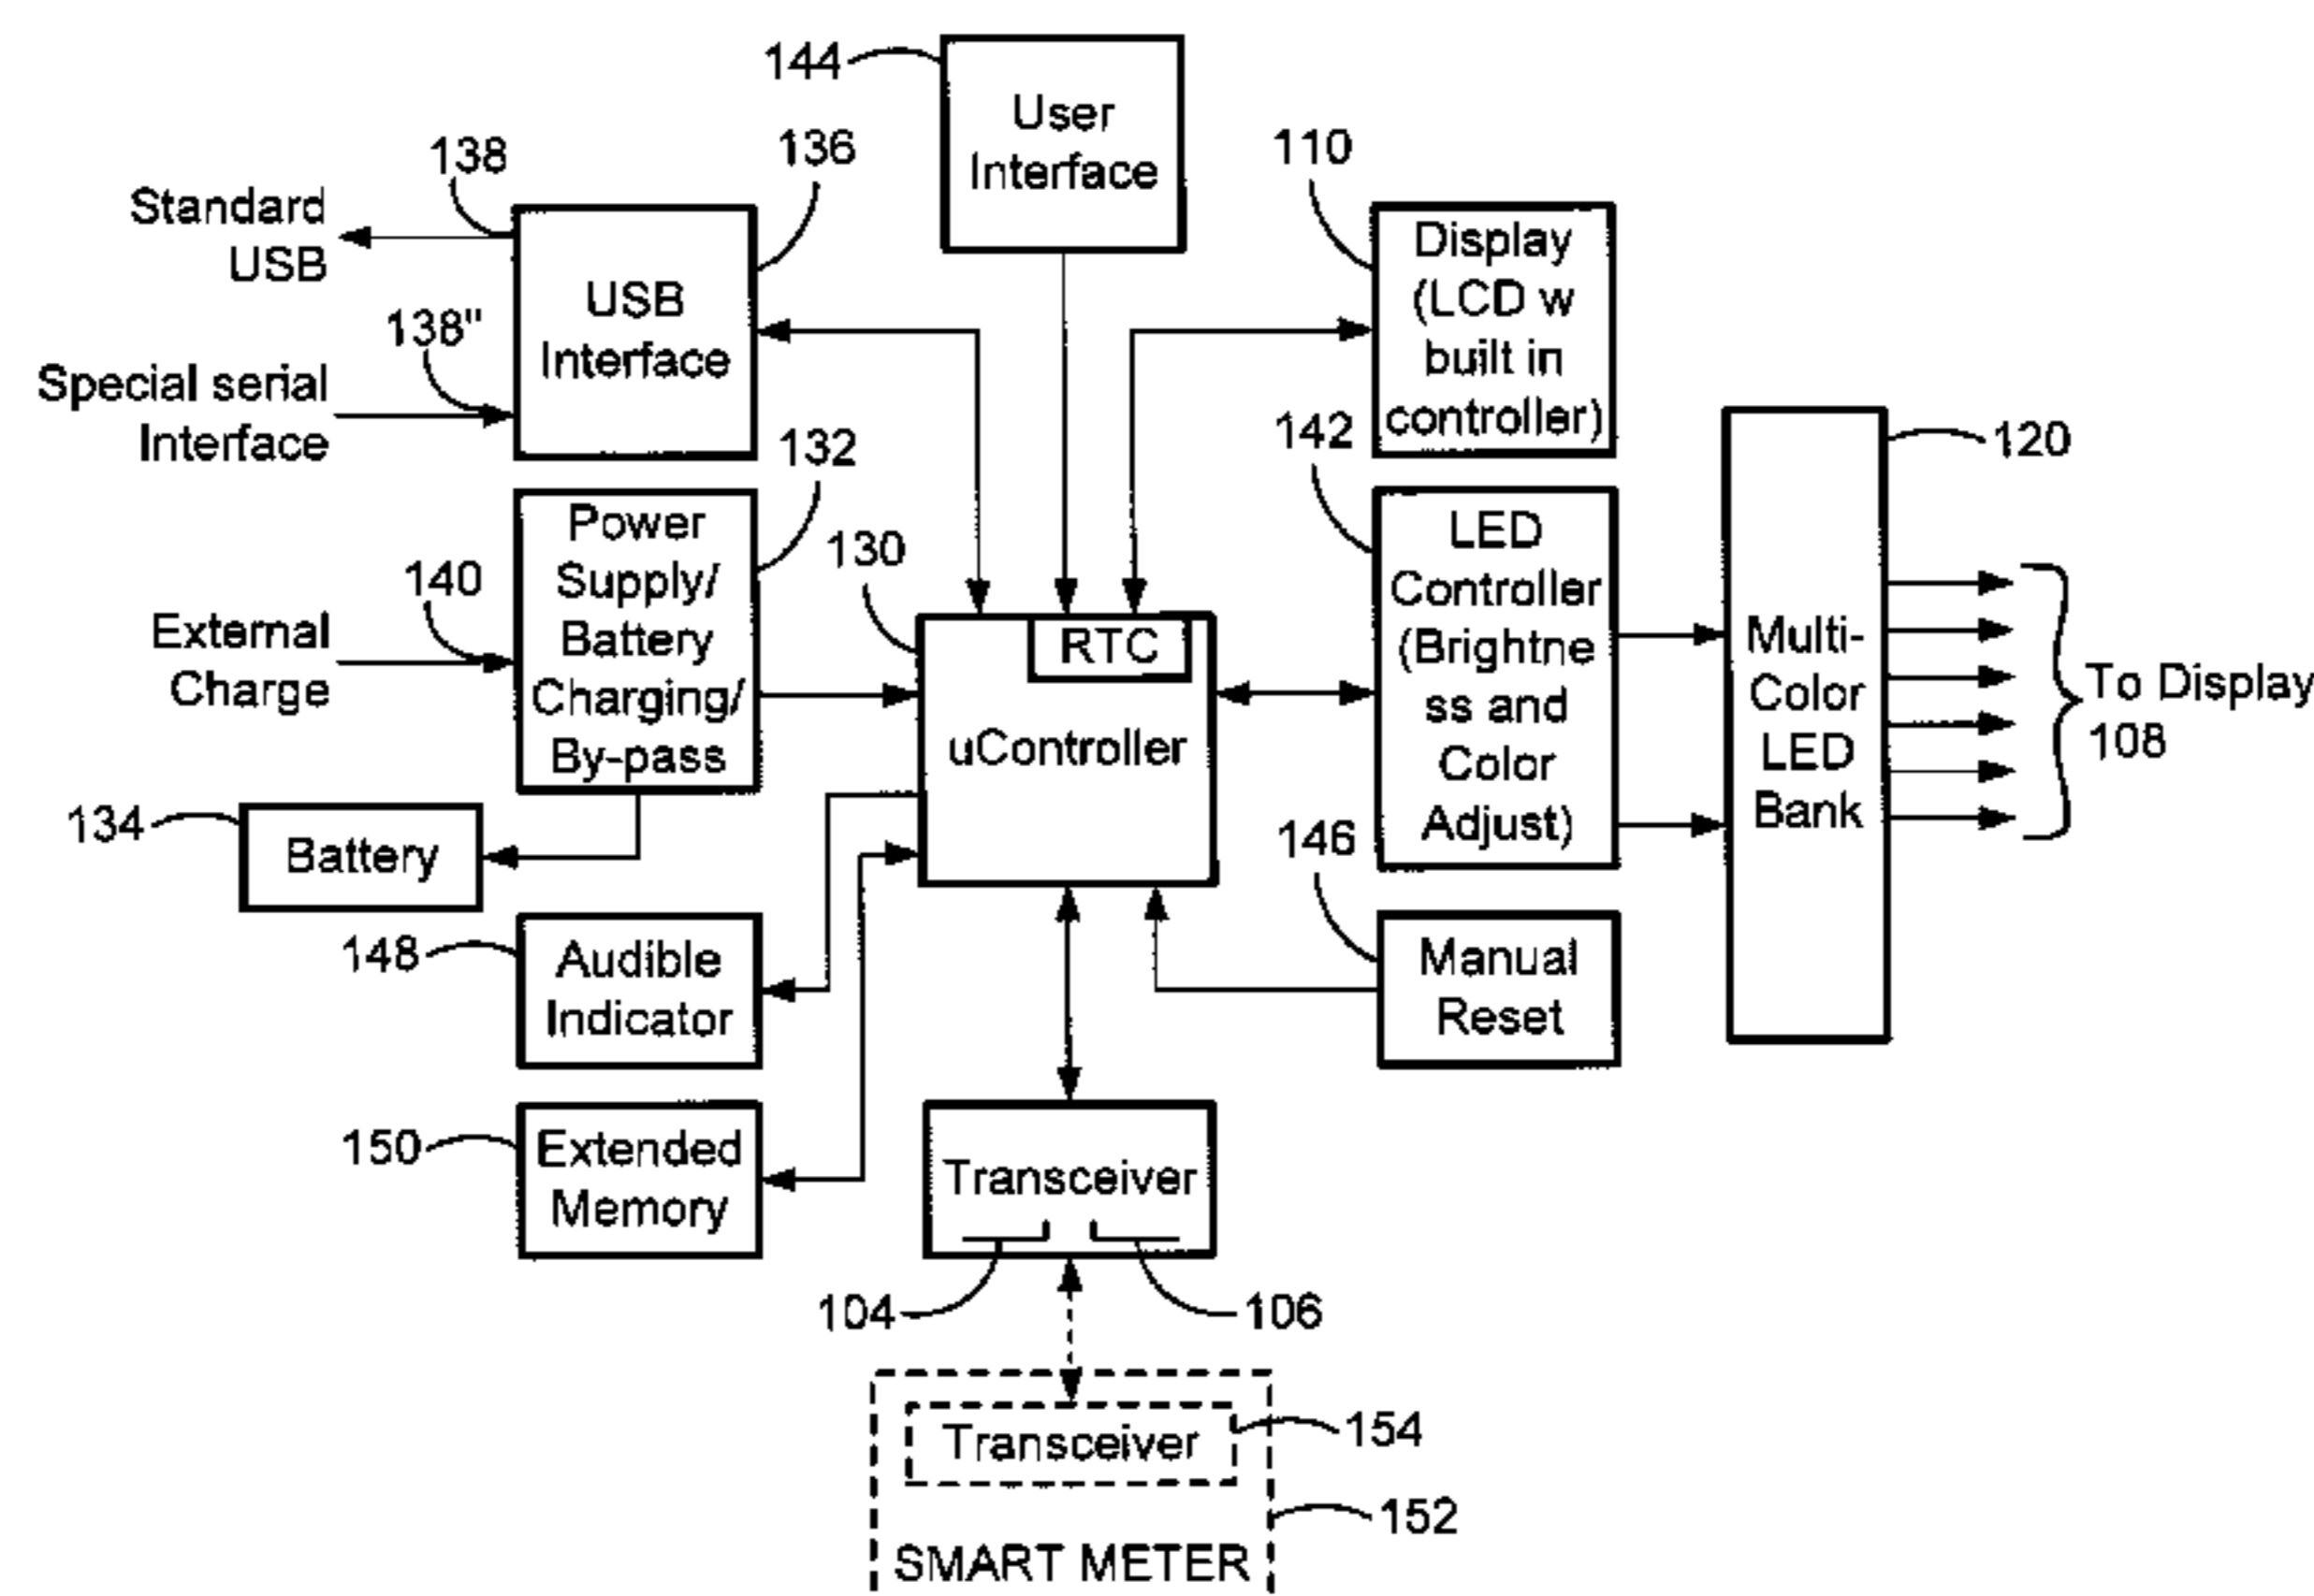 144
User
Interface
138
136
110
Standard
USB
USB
Interface
138"
Special serial
Interface
Display
(LCD w
built in
controller)
132
142
120
Power
Supply/
Battery
Charging/
By-pass
140
External
Charge
130
RTC
uController
LED
Controller
(Brightne
ss and
Color
Adjust)
Multi-
Color
LED
Bank
To Display
108
134
Battery
146
148
Audible
Indicator
Manual
Reset
150
Extended
Memory
Transceiver
104
106
Transceiver
154
152
SMART METER